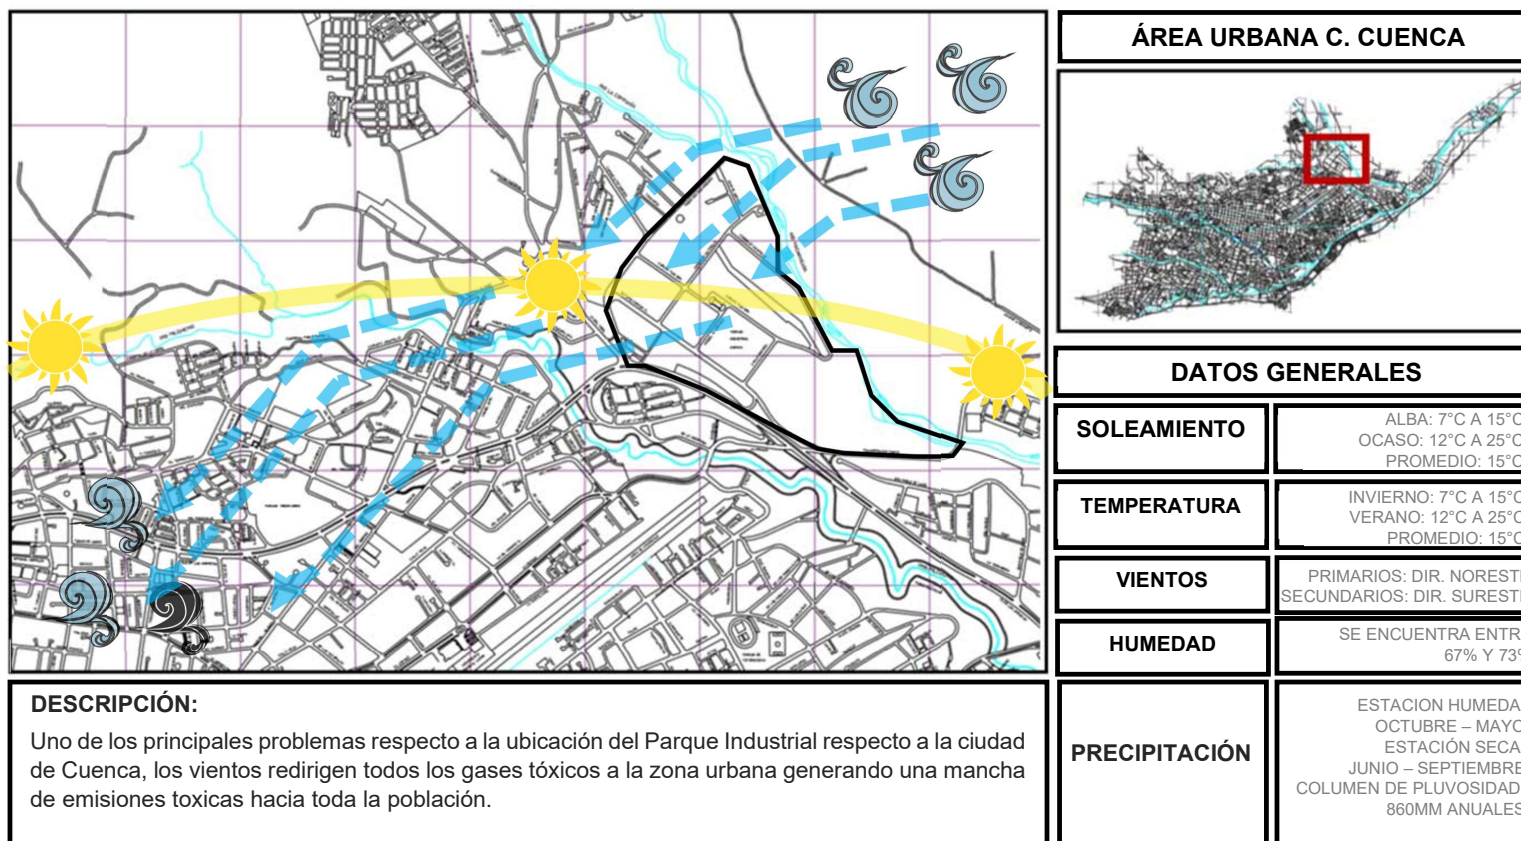 ÁREA URBANA C. CUENCA
DATOS GENERALES
SOLEAMIENTO
ALBA: 7°C A 15°C
OCASO: 12°C A 25°C
PROMEDIO: 15°C
TEMPERATURA
INVIERNO: 7°C A 15°C
VERANO: 12°C A 25°C
PROMEDIO: 15°C
VIENTOS
PRIMARIOS: DIR. NORESTE
SECUNDARIOS: DIR. SURESTE
HUMEDAD
SE ENCUENTRA ENTR
67% Y 73%
PRECIPITACIÓN
ESTACION HUMEDA
OCTUBRE – MAYO
ESTACIÓN SECA
JUNIO – SEPTIEMBRE
COLUMEN DE PLUVOSIDAD
860MM ANUALES
DESCRIPCIÓN:
Uno de los principales problemas respecto a la ubicación del Parque Industrial respecto a la ciudad
de Cuenca, los vientos redirigen todos los gases tóxicos a la zona urbana generando una mancha
de emisiones toxicas hacia toda la población.